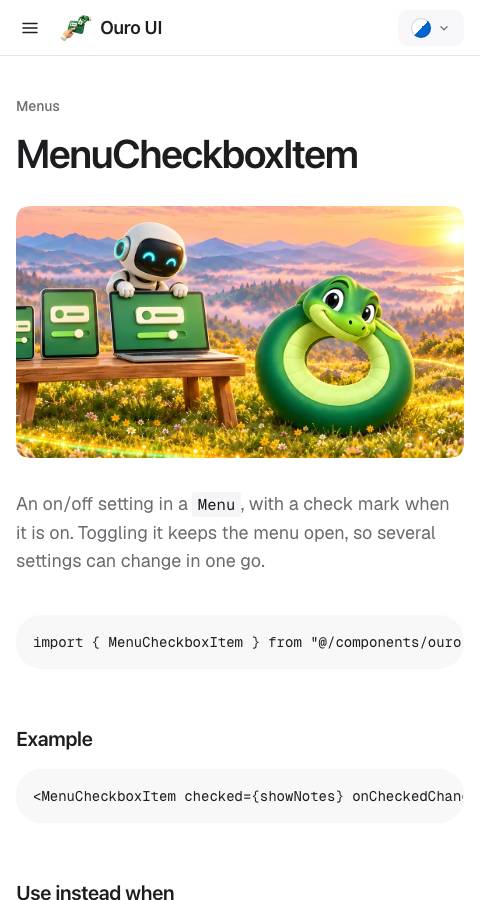 Ouro UI
Menus
MenuCheckboxItem
An on/off setting in a Menu, with a check mark when
it is on. Toggling it keeps the menu open, so several
settings can change in one go.
import { MenuCheckboxItem } from "@/components/ouro
Example
<MenuCheckboxItem checked={showNotes} onCheckedChan
Use instead when